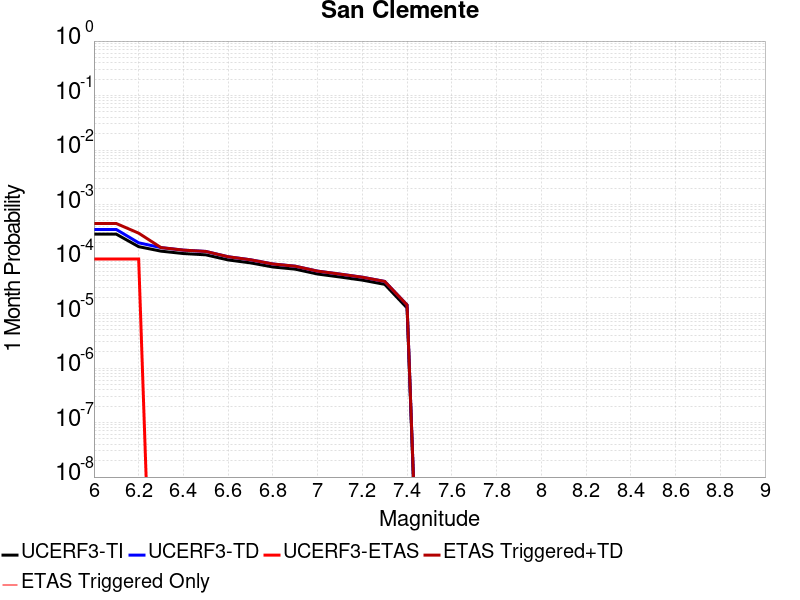 San Clemente
10^0
10^-1
10^-2
10^-3
10^-4
10^-5
10^-6
10^-7
10^-8
1 Month Probability
6 6.2 6.4 6.6 6.8 7 7.2 7.4 7.6 7.8 8 8.2 8.4 8.6 8.8 9
Magnitude
UCERF3-TI UCERF3-TD UCERF3-ETAS ETAS Triggered+TD
ETAS Triggered Only